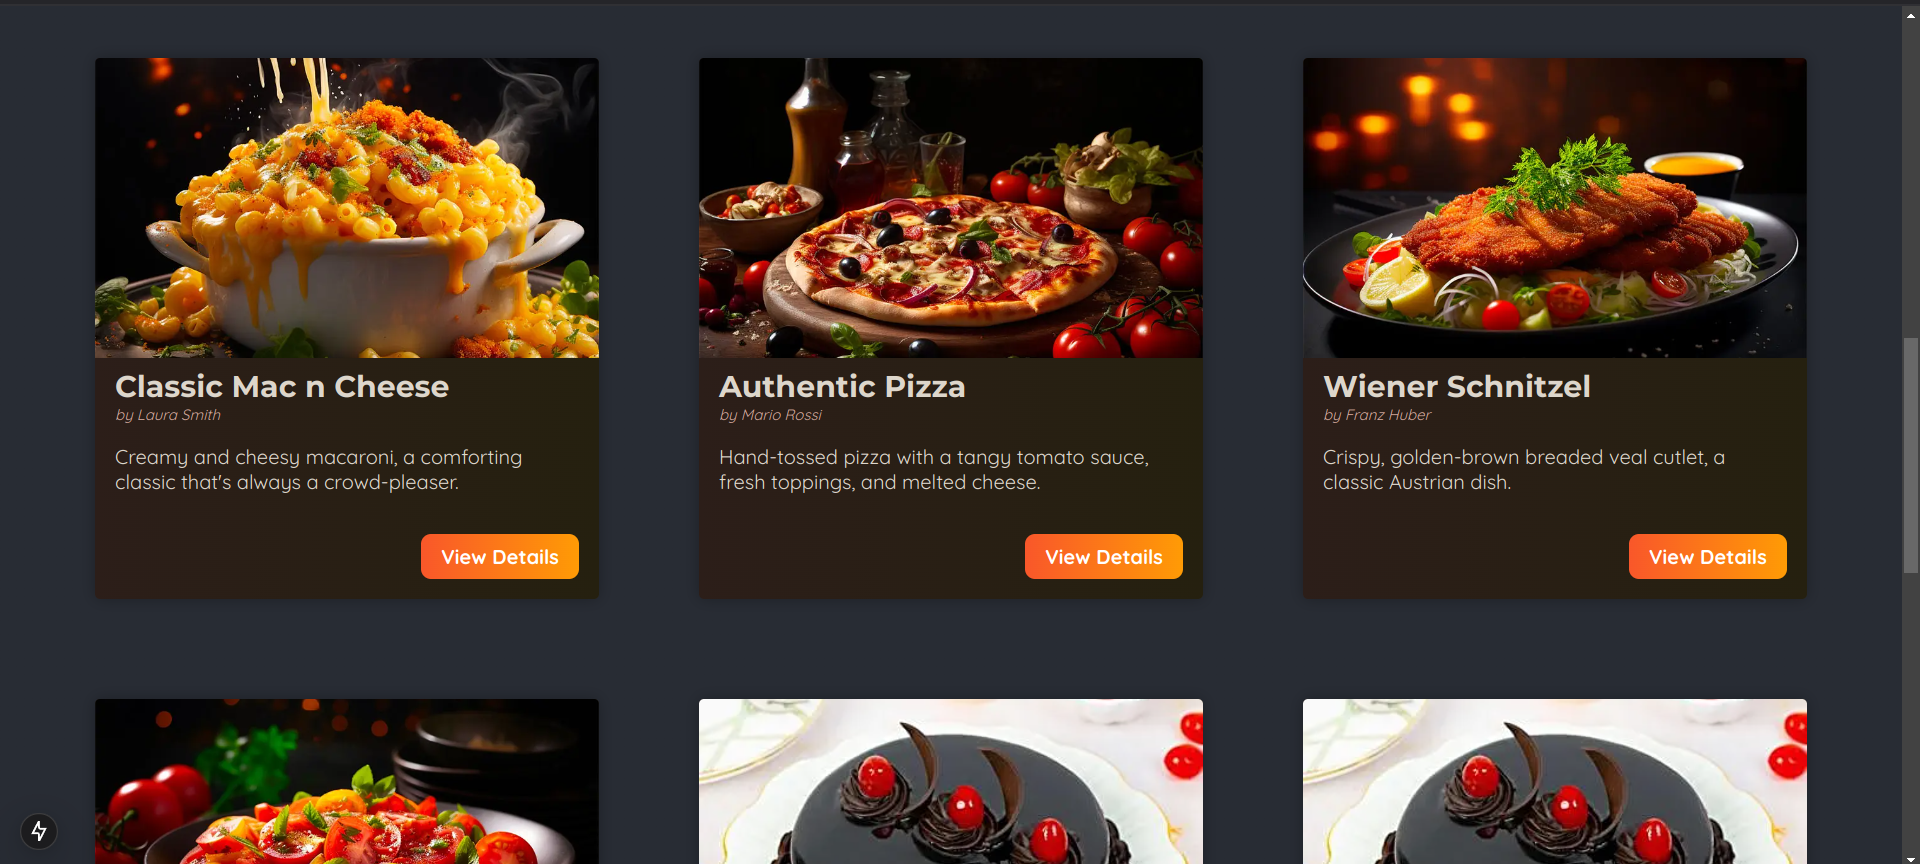 Classic Mac n Cheese
by Laura Smith
Creamy and cheesy macaroni, a comforting
classic that's always a crowd-pleaser.
View Details
Authentic Pizza
by Mario Rossi
Hand-tossed pizza with a tangy tomato sauce,
fresh toppings, and melted cheese.
View Details
Wiener Schnitzel
by Franz Huber
Crispy, golden-brown breaded veal cutlet, a
classic Austrian dish.
View Details